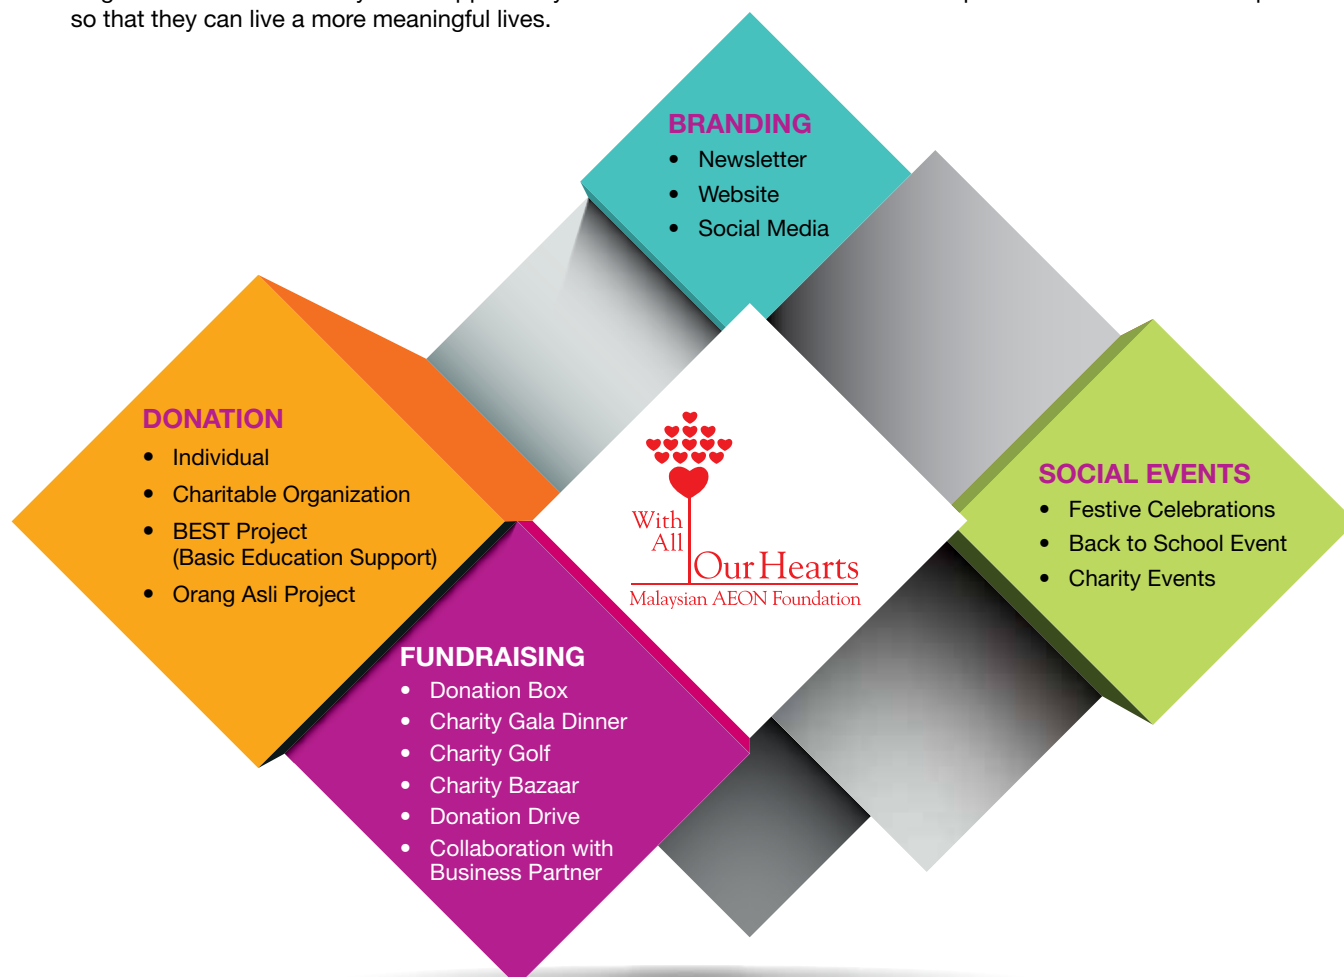 so that they can live a more meaningful lives.
BRANDING
• Newsletter
• Website
• Social Media
DONATION
• Individual
• Charitable Organization
• BEST Project
(Basic Education Support)
• Orang Asli Project
With
All
Our Hearts
Malaysian AEON Foundation
SOCIAL EVENTS
• Festive Celebrations
• Back to School Event
• Charity Events
FUNDRAISING
• Donation Box
• Charity Gala Dinner
• Charity Golf
• Charity Bazaar
• Donation Drive
• Collaboration with
Business Partner